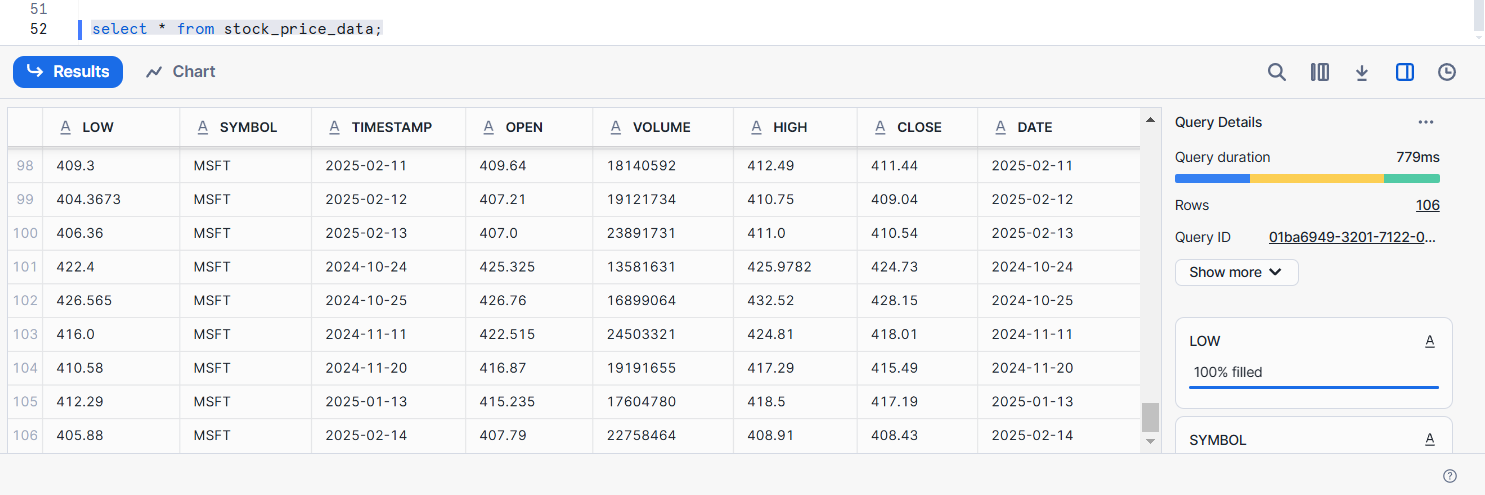 51
52 select * from stock_price_data;
Results Chart
A LOW A SYMBOL A TIMESTAMP A OPEN A VOLUME A HIGH A CLOSE A DATE
98 409.3 MSFT 2025-02-11 409.64 18140592 412.49 411.44 2025-02-11
99 404.3673 MSFT 2025-02-12 407.21 19121734 410.75 409.04 2025-02-12
100 406.36 MSFT 2025-02-13 407.0 23891731 411.0 410.54 2025-02-13
101 422.4 MSFT 2024-10-24 425.325 13581631 425.9782 424.73 2024-10-24
102 426.565 MSFT 2024-10-25 426.76 16899064 432.52 428.15 2024-10-25
103 416.0 MSFT 2024-11-11 422.515 24503321 424.81 418.01 2024-11-11
104 410.58 MSFT 2024-11-20 416.87 19191655 417.29 415.49 2024-11-20
105 412.29 MSFT 2025-01-13 415.235 17604780 418.5 417.19 2025-01-13
106 405.88 MSFT 2025-02-14 407.79 22758464 408.91 408.43 2025-02-14
Query Details ...
Query duration 779ms
Rows 106
Query ID 01ba6949-3201-7122-0...
Show more
LOW A
100% filled
SYMBOL A
?